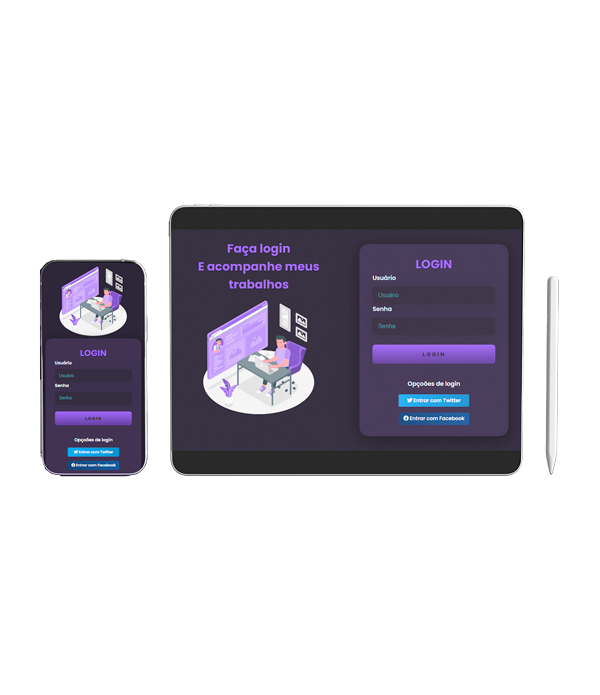 LOGIN
Usuário
Usuário
Senha
Senha
LOGIN
Opções de login
Entrar com Twitter
Entrar com Facebook
Faça login
E acompanhe meus
trabalhos
LOGIN
Usuário
Usuário
Senha
Senha
LOGIN
Opções de login
Entrar com Twitter
Entrar com Facebook